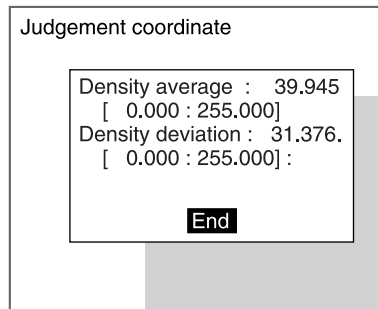 Judgement coordinate
Density average : 39.945
[ 0.000 : 255.000]
Density deviation : 31.376.
[ 0.000 : 255.000] :
End